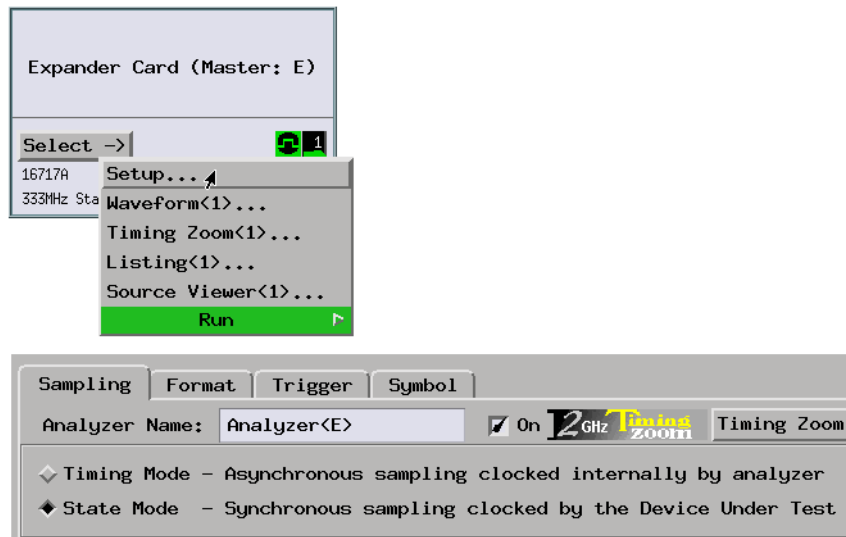 Expander Card (Master: E)
Select ->
1
16717A
333MHz Sta
Setup...
Waveform<1>...
Timing Zoom<1>...
Listing<1>...
Source Viewer<1>...
Run
Sampling Format Trigger Symbol
Analyzer Name: Analyzer<E> On 2GHz Timing zoom Timing Zoom
Timing Mode - Asynchronous sampling clocked internally by analyzer
State Mode - Synchronous sampling clocked by the Device Under Test